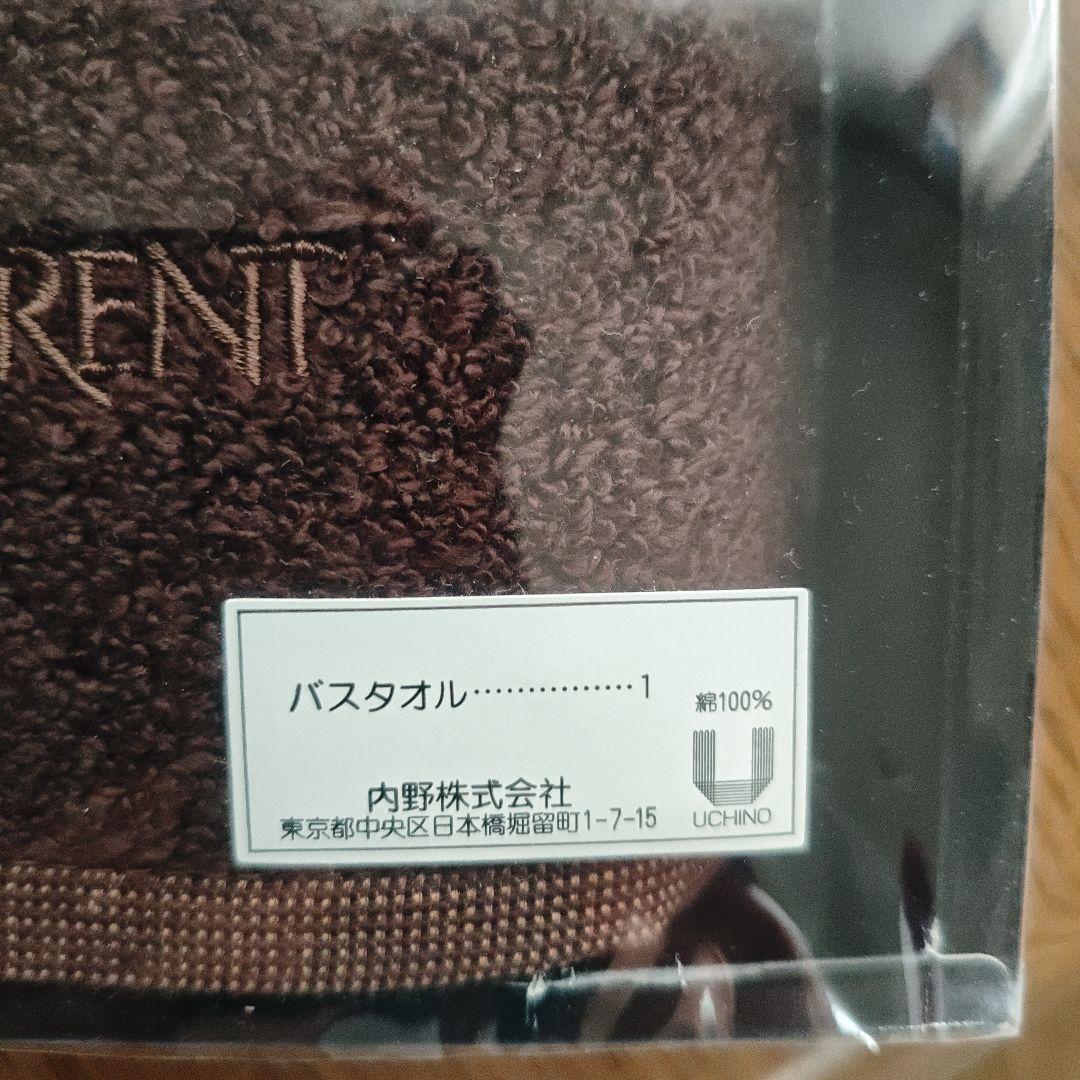 RENT
バスタオル……………1
綿100%
内野株式会社
東京都中央区日本橋堀留町1-7-15
UCHINO